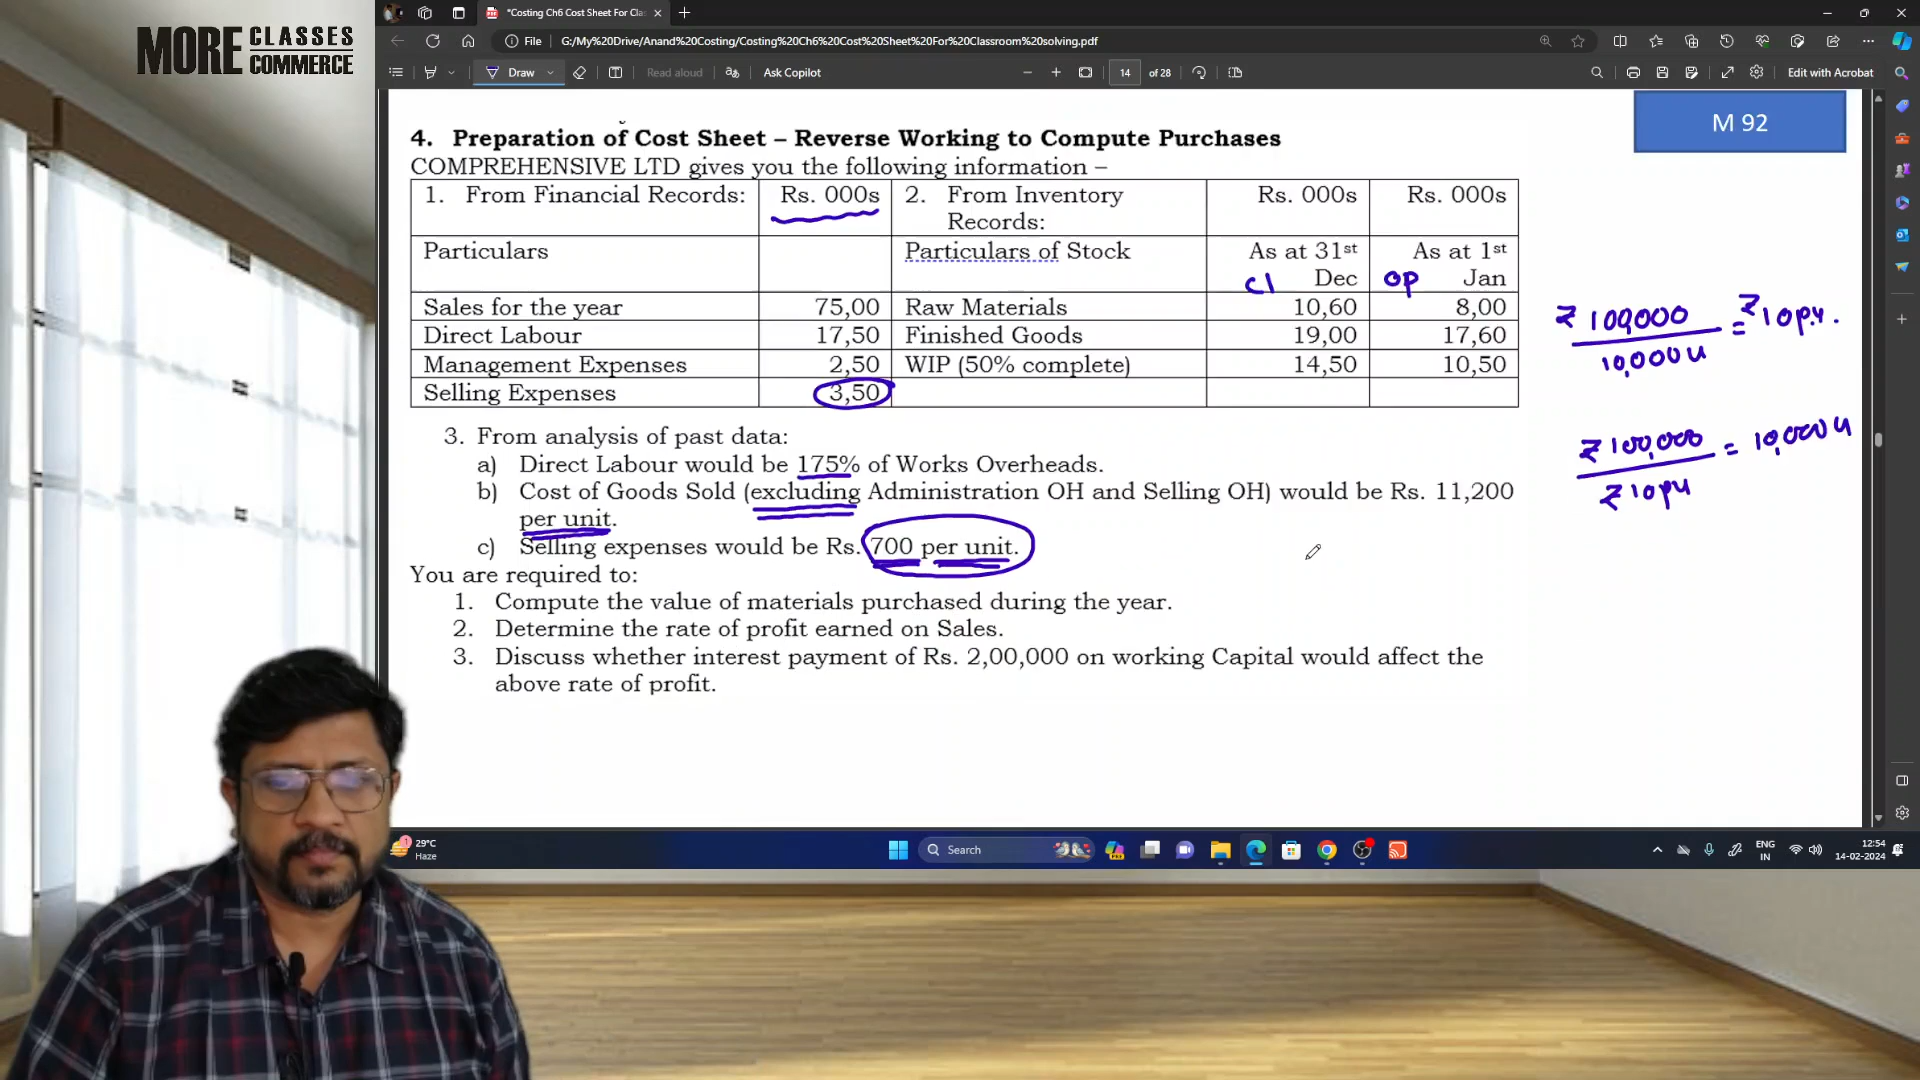 MORE CLASSES COMMERCE
*Costing Ch6 Cost Sheet For Cla
File G:/My%20Drive/Anand%20Costing/Costing%20Ch6%20Cost%20Sheet%20For%20Classroom%20solving.pdf
Draw Read aloud Ask Copilot 14 of 28 Edit with Acrobat
M 92
4. Preparation of Cost Sheet – Reverse Working to Compute Purchases
COMPREHENSIVE LTD gives you the following information –
1. From Financial Records: Rs. 000s 2. From Inventory Records: Rs. 000s Rs. 000s
Particulars Particulars of Stock As at 31st Dec As at 1st Jan
cl op
Sales for the year 75,00 Raw Materials 10,60 8,00
Direct Labour 17,50 Finished Goods 19,00 17,60
Management Expenses 2,50 WIP (50% complete) 14,50 10,50
Selling Expenses 3,50
₹ 100,000 / 10,000 u = ₹ 10 p.u.
₹ 100,000 / ₹ 10 pu = 10,000 u
3. From analysis of past data:
a) Direct Labour would be 175% of Works Overheads.
b) Cost of Goods Sold (excluding Administration OH and Selling OH) would be Rs. 11,200
per unit.
c) Selling expenses would be Rs. 700 per unit.
You are required to:
1. Compute the value of materials purchased during the year.
2. Determine the rate of profit earned on Sales.
3. Discuss whether interest payment of Rs. 2,00,000 on working Capital would affect the
above rate of profit.
29°C
Haze
Search
ENG
IN
12:54
14-02-2024